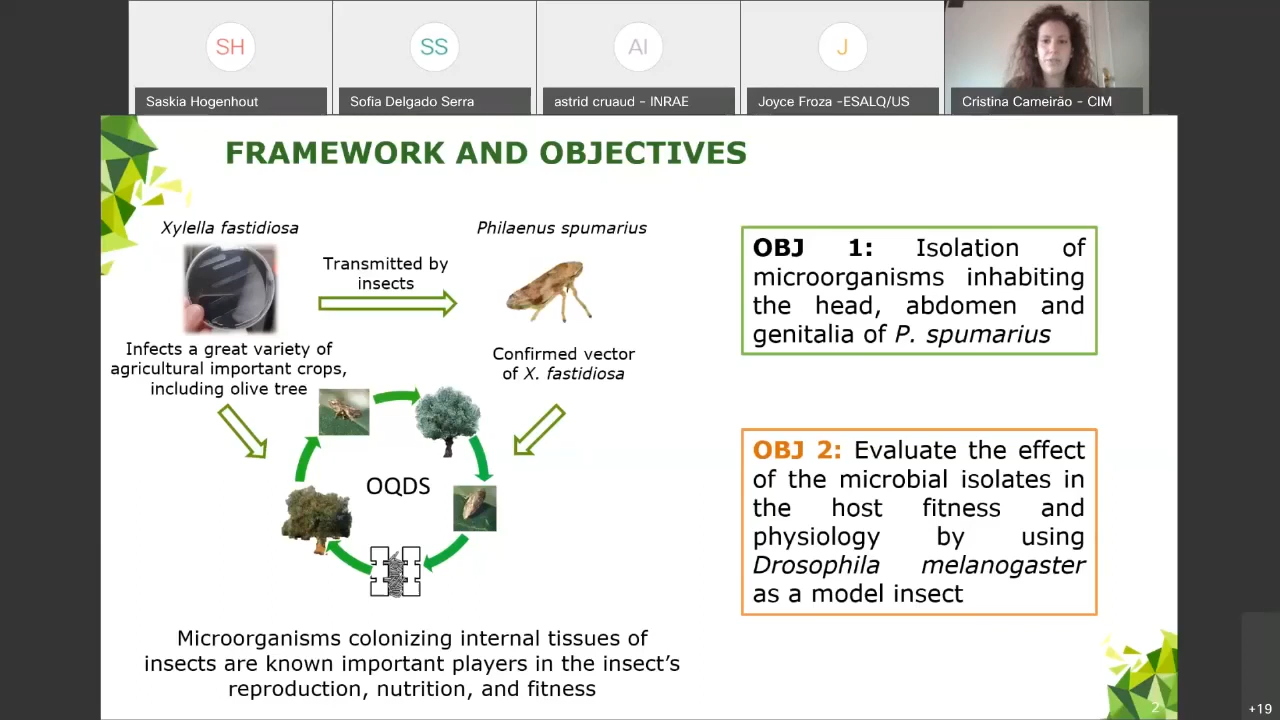 SH
SS
AI
J
Saskia Hogenhout
Sofia Delgado Serra
astrid cruaud - INRAE
Joyce Froza -ESALQ/US
Cristina Cameirão - CIM
FRAMEWORK AND OBJECTIVES
Xylella fastidiosa
Transmitted by
insects
Philaenus spumarius
Infects a great variety of
agricultural important crops,
including olive tree
Confirmed vector
of X. fastidiosa
OQDS
Microorganisms colonizing internal tissues of
insects are known important players in the insect’s
reproduction, nutrition, and fitness
OBJ 1: Isolation of
microorganisms inhabiting
the head, abdomen and
genitalia of P. spumarius
OBJ 2: Evaluate the effect
of the microbial isolates in
the host fitness and
physiology by using
Drosophila melanogaster
as a model insect
2
+19